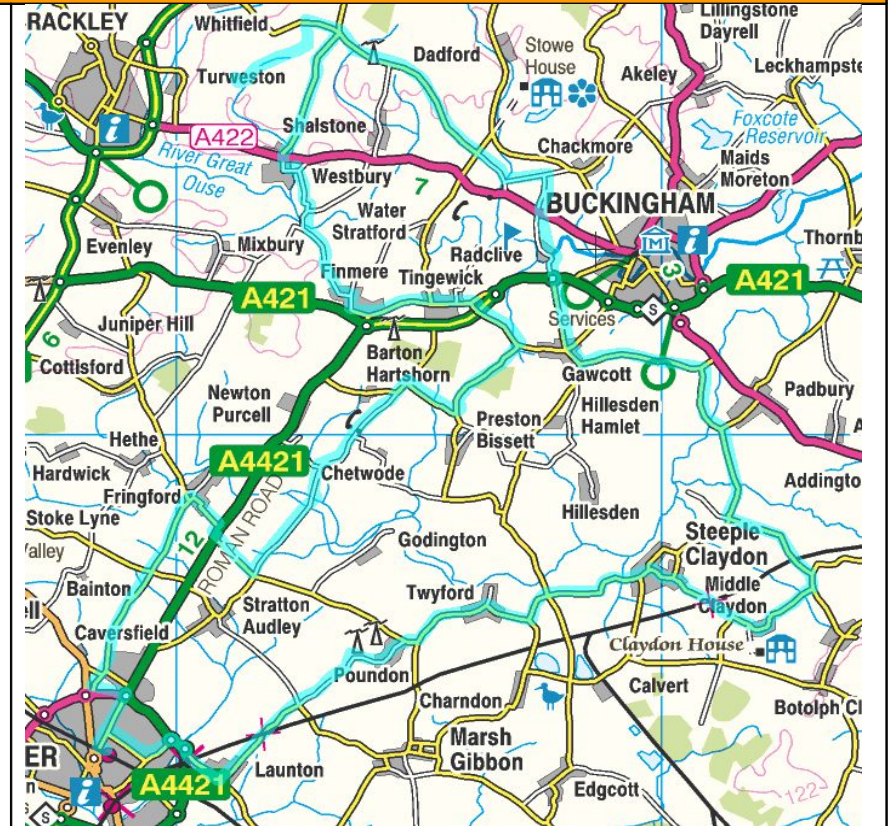 RACKLEY
Whitfield
Lillingstone
Dayrell
Dadford
Stowe
House
Akeley
Leckhampste
Turweston
i
A422
Shalstone
Foxcote
Reservoir
River Great
Ouse
Chackmore
Maids
Moreton
Westbury
7
BUCKINGHAM
Water
Stratford
M
i
Evenley
Mixbury
Radclive
Thornb
Finmere
Tingewick
3
A421
A421
S
Juniper Hill
Services
6
Barton
Hartshorn
Cottisford
Gawcott
Padbury
Newton
Purcell
Hillesden
Hamlet
Preston
Bissett
Hethe
A
A4421
Hardwick
Chetwode
Addingto
Fringford
Stoke Lyne
Hillesden
12
ROMAN ROAD
Godington
Steeple
Claydon
alley
Bainton
Twyford
Middle
Claydon
ell
Stratton
Audley
Caversfield
Claydon House
Poundon
Calvert
Charndon
Botolph Cl
Marsh
Gibbon
ER
Launton
A4421
i
Edgcott
122
n
S
S